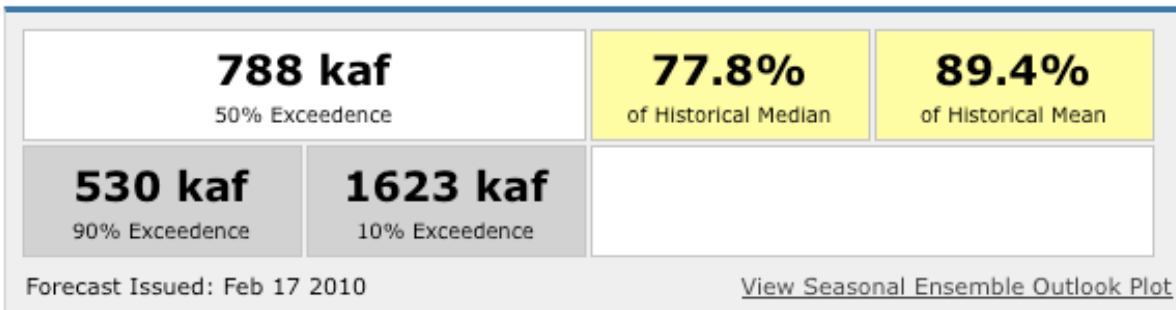 788 kaf
50% Exceedence
77.8%
of Historical Median
89.4%
of Historical Mean
530 kaf
90% Exceedence
1623 kaf
10% Exceedence
Forecast Issued: Feb 17 2010
View Seasonal Ensemble Outlook Plot